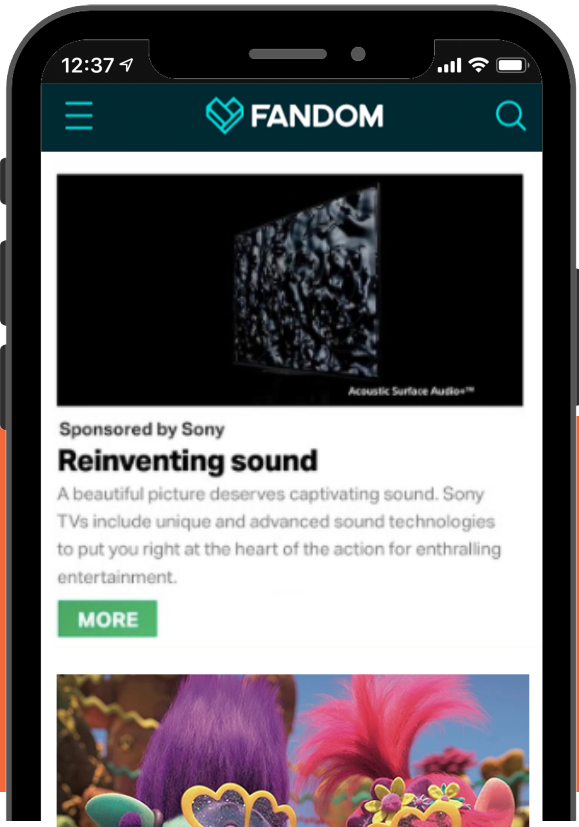 12:37
FANDOM
Acoustic Surface Audio+™
Sponsored by Sony
Reinventing sound
A beautiful picture deserves captivating sound. Sony
TVs include unique and advanced sound technologies
to put you right at the heart of the action for enthralling
entertainment.
MORE